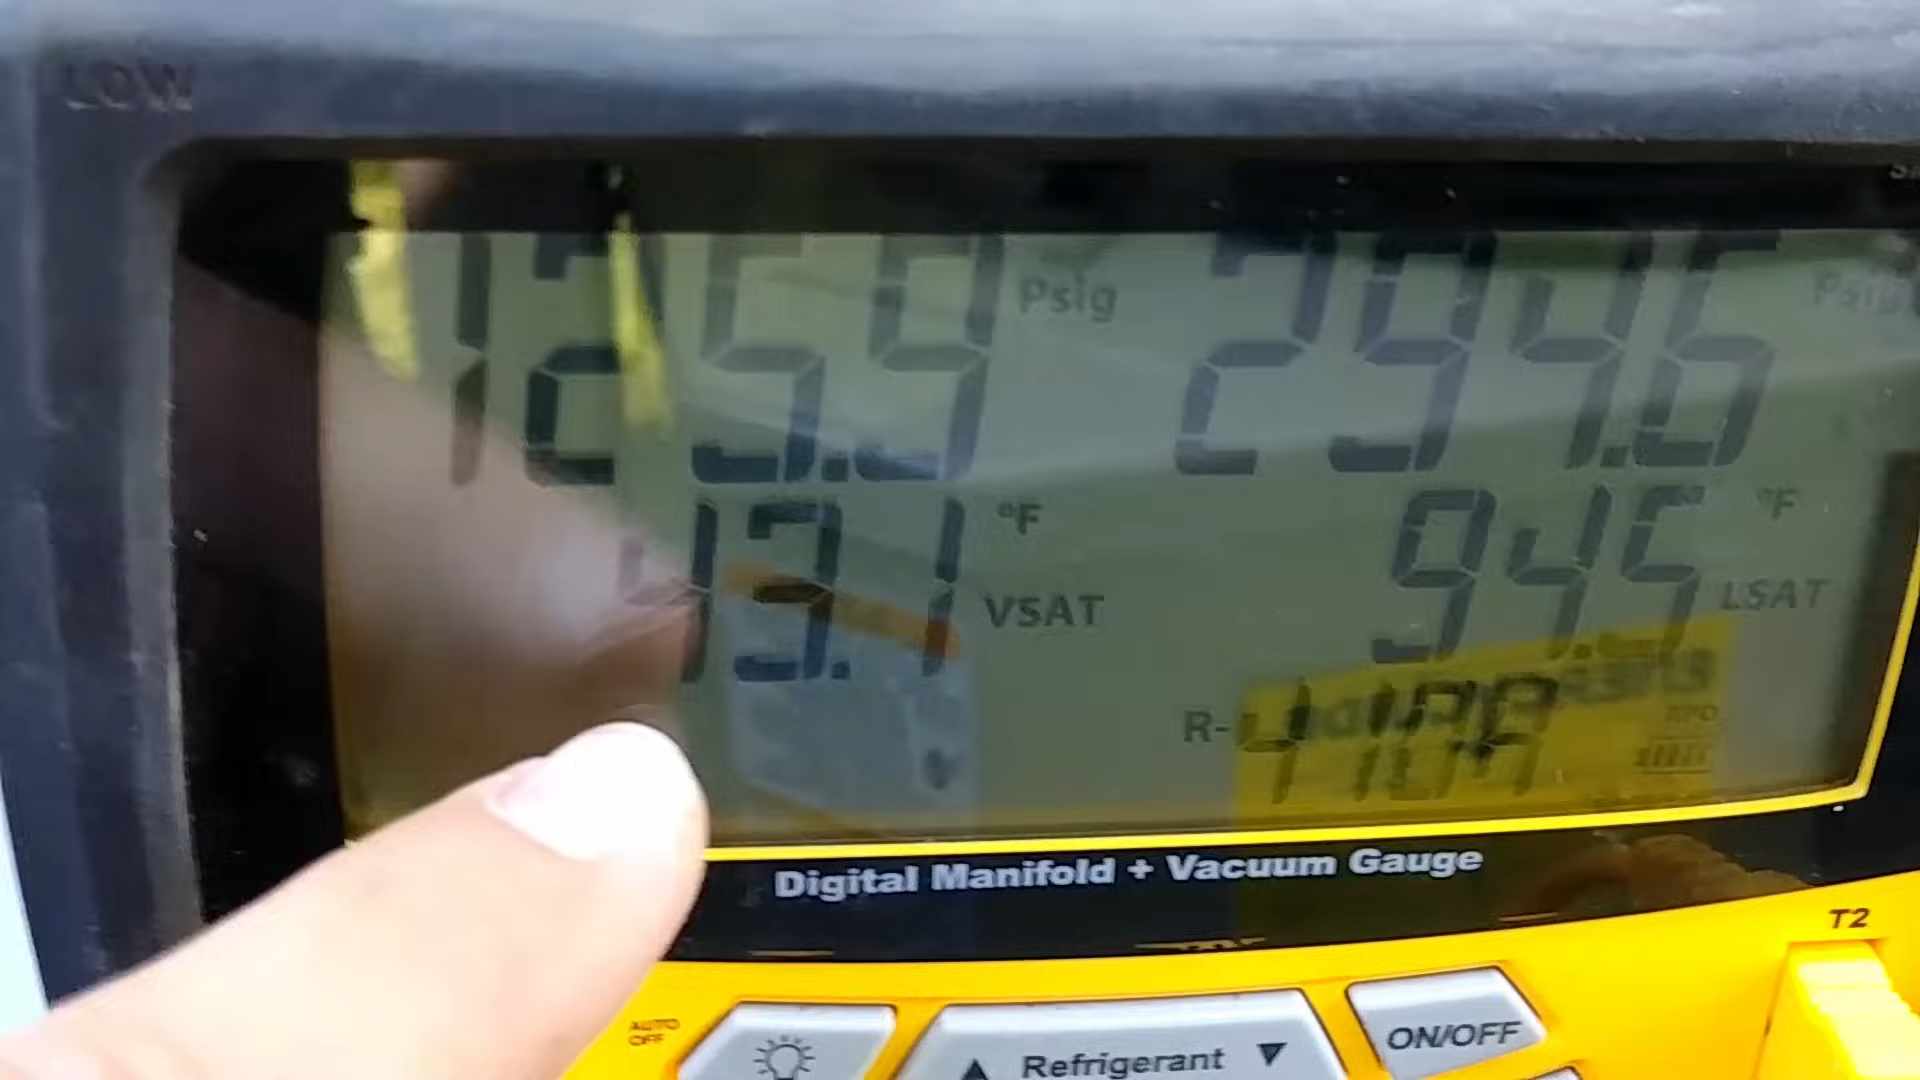 LOW
125.9 Psig 294.6 Psig
43.1 °F VSAT 94.5 °F LSAT
R-410A
Digital Manifold + Vacuum Gauge
T2
AUTO OFF
▲ Refrigerant ▼
ON/OFF